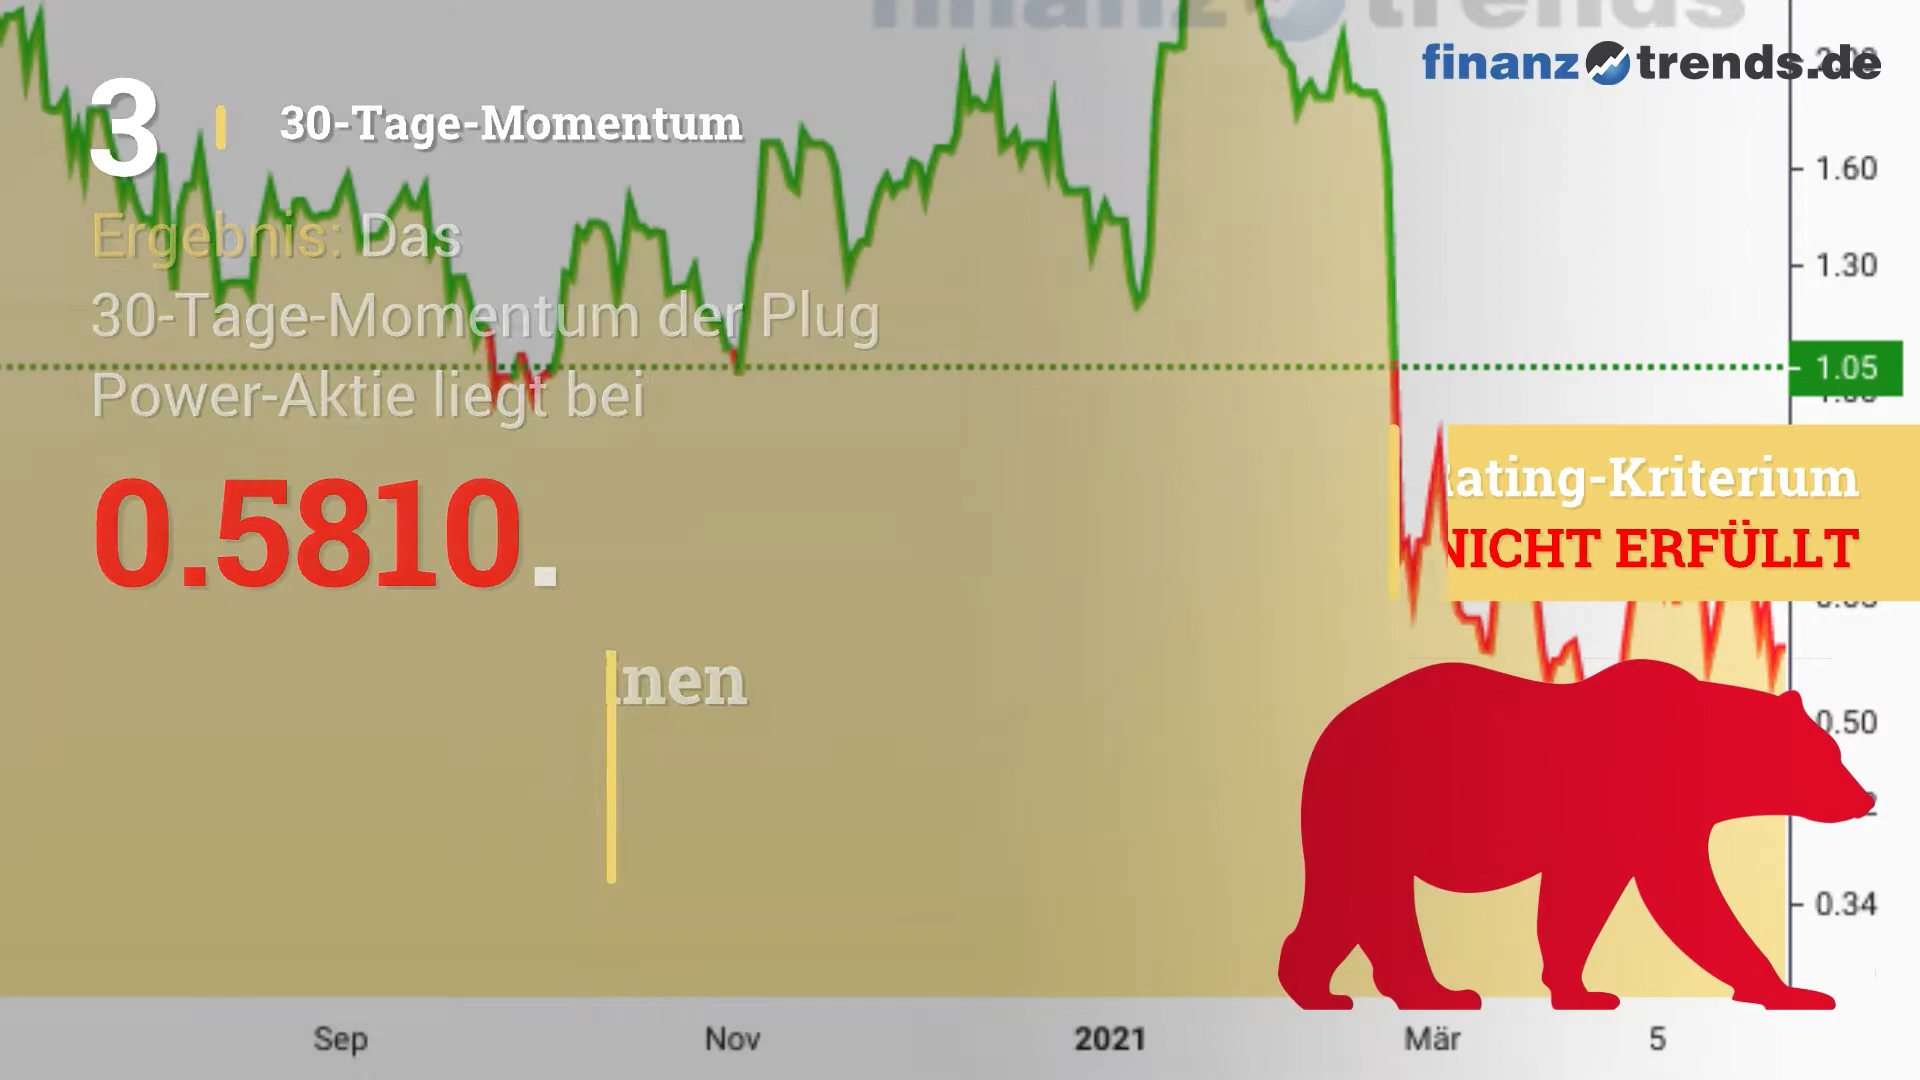 finanz trends
finanz trends.de
3
30-Tage-Momentum
Ergebnis: Das
30-Tage-Momentum der Plug
Power-Aktie liegt bei
0.5810.
nen
ating-Kriterium
NICHT ERFÜLLT
1.60
1.30
1.05
0.50
0.34
Sep
Nov
2021
Mär
5